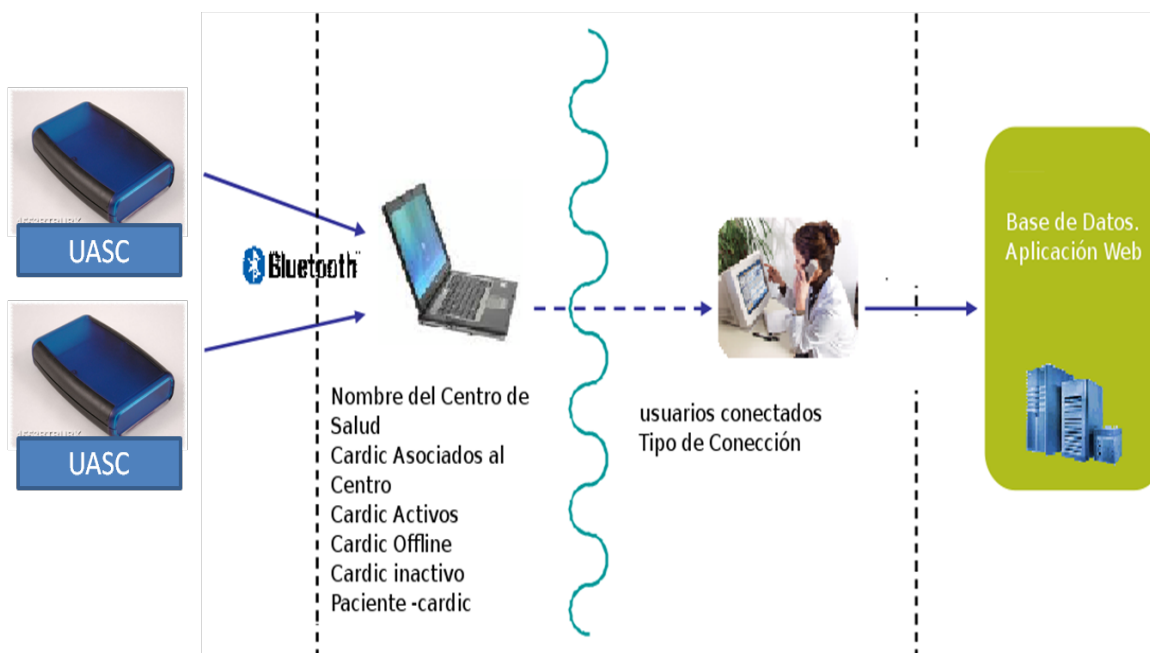 UASC
UASC
Bluetooth
Nombre del Centro de
Salud
Cardic Asociados al
Centro
Cardic Activos
Cardic Offline
Cardic inactivo
Paciente -cardic
usuarios conectados
Tipo de Conección
Base de Datos.
Aplicación Web